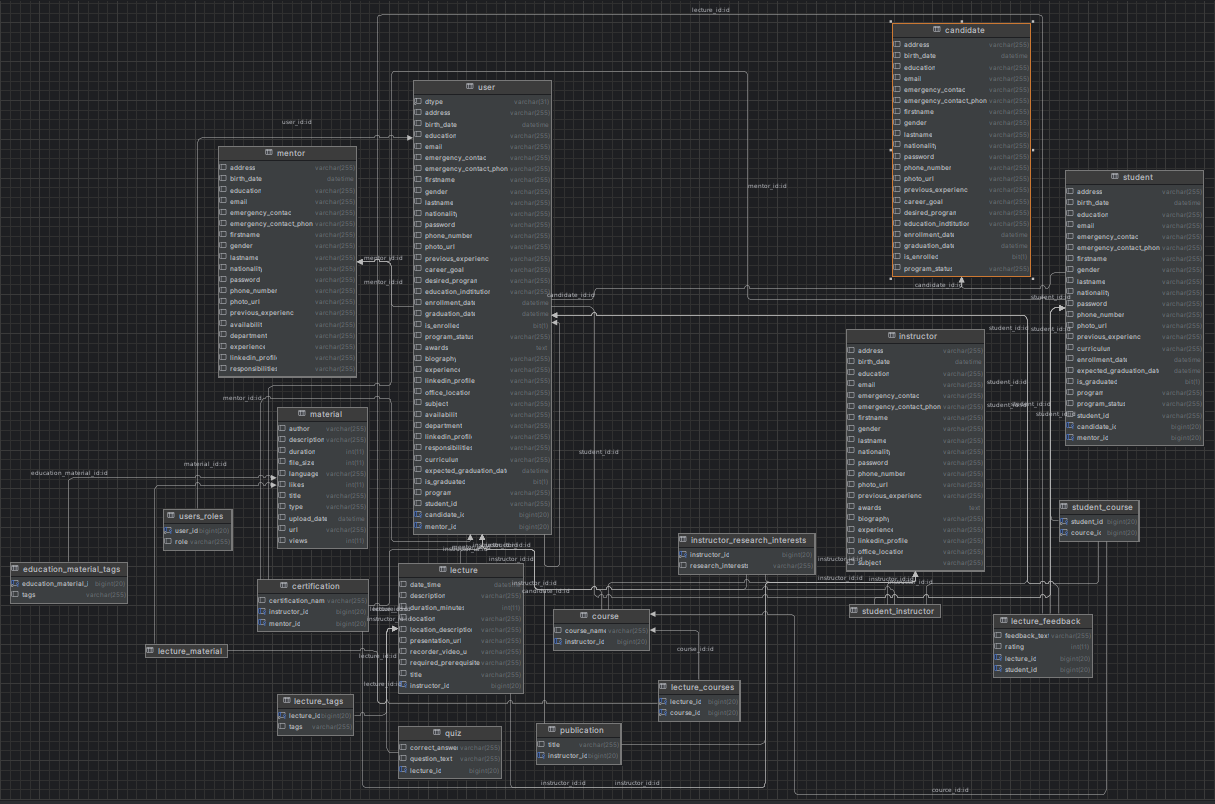 lecture_id:id
candidate
address varchar(255)
birth_date datetime
education varchar(255)
email varchar(255)
emergency_contac varchar(255)
emergency_contact_phon varchar(255)
firstname varchar(255)
gender varchar(255)
lastname varchar(255)
nationality varchar(255)
password varchar(255)
phone_number varchar(255)
photo_url varchar(255)
previous_experienc varchar(255)
career_goal varchar(255)
desired_program varchar(255)
education_indtitution varchar(255)
enrollment_date datetime
graduation_date datetime
is_enrolled bit(1)
program_status varchar(255)
candidate_id:id
user
dtype varchar(31)
address varchar(255)
birth_date datetime
education varchar(255)
email varchar(255)
emergency_contac varchar(255)
emergency_contact_phon varchar(255)
firstname varchar(255)
gender varchar(255)
lastname varchar(255)
nationality varchar(255)
password varchar(255)
phone_number varchar(255)
photo_url varchar(255)
previous_experienc varchar(255)
career_goal varchar(255)
desired_program varchar(255)
education_indtitution varchar(255)
enrollment_date datetime
graduation_date datetime
is_enrolled bit(1)
program_status varchar(255)
awards text
biography varchar(255)
experience varchar(255)
linkedin_profile varchar(255)
office_location varchar(255)
subject varchar(255)
availabilit varchar(255)
department varchar(255)
linkedin_profil varchar(255)
responsibilities varchar(255)
curriculun varchar(255)
expected_graduation_date datetime
is_graduated bit(1)
program varchar(255)
student_id varchar(255)
candidate_id bigint(20)
mentor_id bigint(20)
user_id:id
mentor
address varchar(255)
birth_date datetime
education varchar(255)
email varchar(255)
emergency_contac varchar(255)
emergency_contact_phon varchar(255)
firstname varchar(255)
gender varchar(255)
lastname varchar(255)
nationality varchar(255)
password varchar(255)
phone_number varchar(255)
photo_url varchar(255)
previous_experienc varchar(255)
availabilit varchar(255)
department varchar(255)
experience varchar(255)
linkedin_profil varchar(255)
responsibilities varchar(255)
mentor_id:id
mentor_id:id
mentor_id:id
mentor_id:id
candidate_id:id
student
address varchar(255)
birth_date datetime
education varchar(255)
email varchar(255)
emergency_contac varchar(255)
emergency_contact_phon varchar(255)
firstname varchar(255)
gender varchar(255)
lastname varchar(255)
nationality varchar(255)
password varchar(255)
phone_number varchar(255)
photo_url varchar(255)
previous_experienc varchar(255)
curriculun varchar(255)
enrollment_date datetime
expected_graduation_date datetime
is_graduated bit(1)
program varchar(255)
program_status varchar(255)
student_id varchar(255)
candidate_id bigint(20)
mentor_id bigint(20)
student_id:id
student_id:id
student_id:id
student_id:id
student_id:id
instructor
address varchar(255)
birth_date datetime
education varchar(255)
email varchar(255)
emergency_contac varchar(255)
emergency_contact_phon varchar(255)
firstname varchar(255)
gender varchar(255)
lastname varchar(255)
nationality varchar(255)
password varchar(255)
phone_number varchar(255)
photo_url varchar(255)
previous_experienc varchar(255)
awards text
biography varchar(255)
experience varchar(255)
linkedin_profile varchar(255)
office_location varchar(255)
subject varchar(255)
material
author varchar(255)
description varchar(255)
duration int(11)
file_size int(11)
language varchar(255)
likes int(11)
title varchar(255)
type varchar(255)
upload_date datetime
url varchar(255)
views int(11)
student_id:id
material_id:id
education_material_id:id
users_roles
user_id bigint(20)
role varchar(255)
student_course
student_id bigint(20)
course_id bigint(20)
instructor_research_interests
instructor_id bigint(20)
research_interests varchar(255)
instructor_id:id
instructor_id:id
instructor_id:id
instructor_id:id
candidate_id:id
education_material_tags
education_material_i bigint(20)
tags varchar(255)
certification
certification_nam varchar(255)
instructor_id bigint(20)
mentor_id bigint(20)
lecture
date_time datetime
description varchar(255)
duration_minutes int(11)
location varchar(255)
location_description varchar(255)
presentation_url varchar(255)
recorder_video_u varchar(255)
required_prerequisite varchar(255)
title varchar(255)
instructor_id bigint(20)
course
course_name varchar(255)
instructor_id bigint(20)
student_instructor
lecture_feedback
feedback_text varchar(255)
rating int(11)
lecture_id bigint(20)
student_id bigint(20)
lecture_material
lecture_id:id
lecture_id:id
course_id:id
lecture_courses
lecture_id bigint(20)
course_id bigint(20)
lecture_tags
lecture_id bigint(20)
tags varchar(255)
quiz
correct_answer varchar(255)
question_text varchar(255)
lecture_id bigint(20)
publication
title varchar(255)
instructor_id bigint(20)
instructor_id:id
instructor_id:id
course_id:id